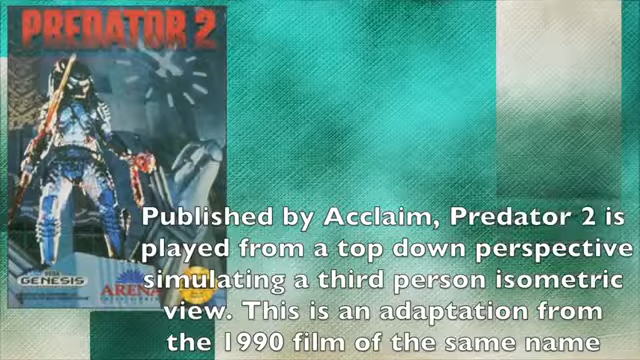 PREDATOR 2
SEGA
GENESIS
ARENA
Published by Acclaim, Predator 2 is
played from a top down perspective
simulating a third person isometric
view. This is an adaptation from
the 1990 film of the same name